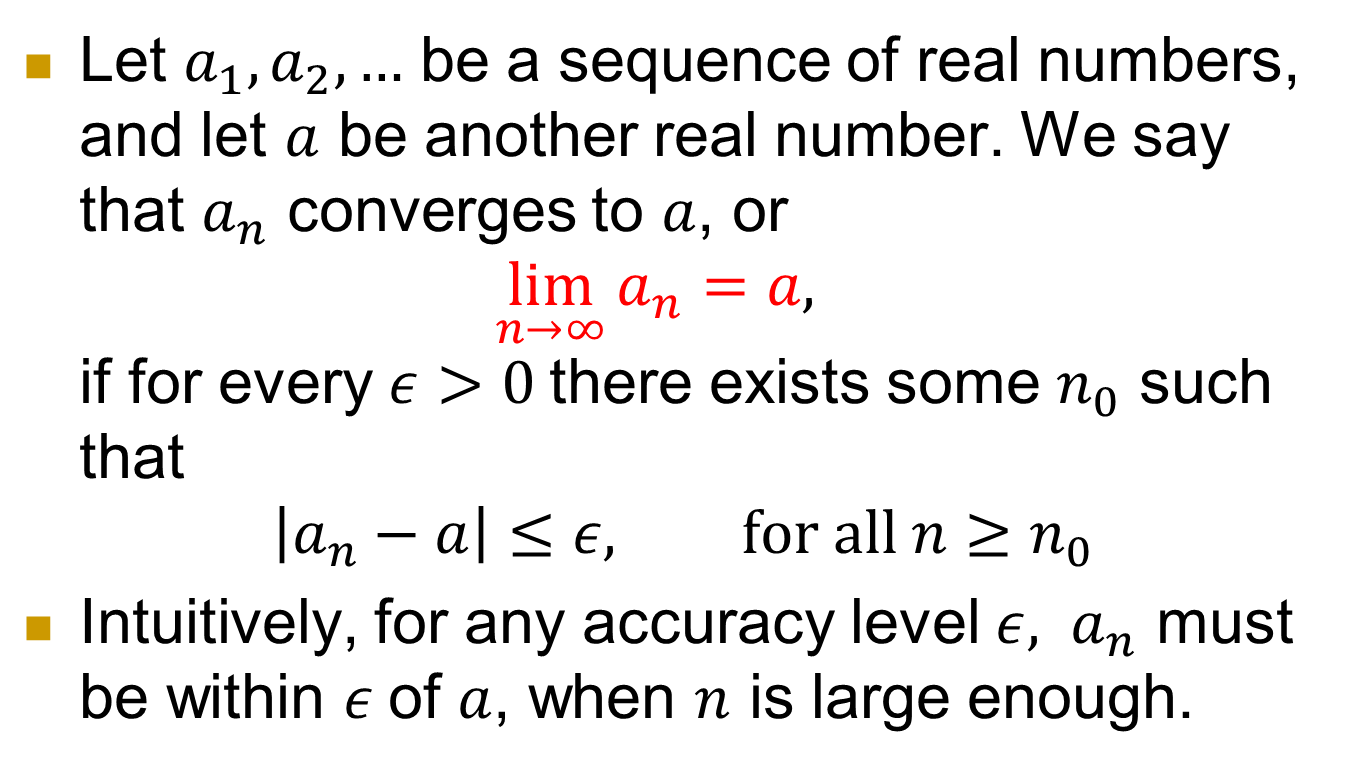 ▪ Let 𝑎₁, 𝑎₂, … be a sequence of real numbers,
and let 𝑎 be another real number. We say
that 𝑎ₙ converges to 𝑎, or
lim 𝑎ₙ = 𝑎,
𝑛→∞
if for every 𝜖 > 0 there exists some 𝑛₀ such
that
|𝑎ₙ − 𝑎| ≤ 𝜖, for all 𝑛 ≥ 𝑛₀
▪ Intuitively, for any accuracy level 𝜖, 𝑎ₙ must
be within 𝜖 of 𝑎, when 𝑛 is large enough.